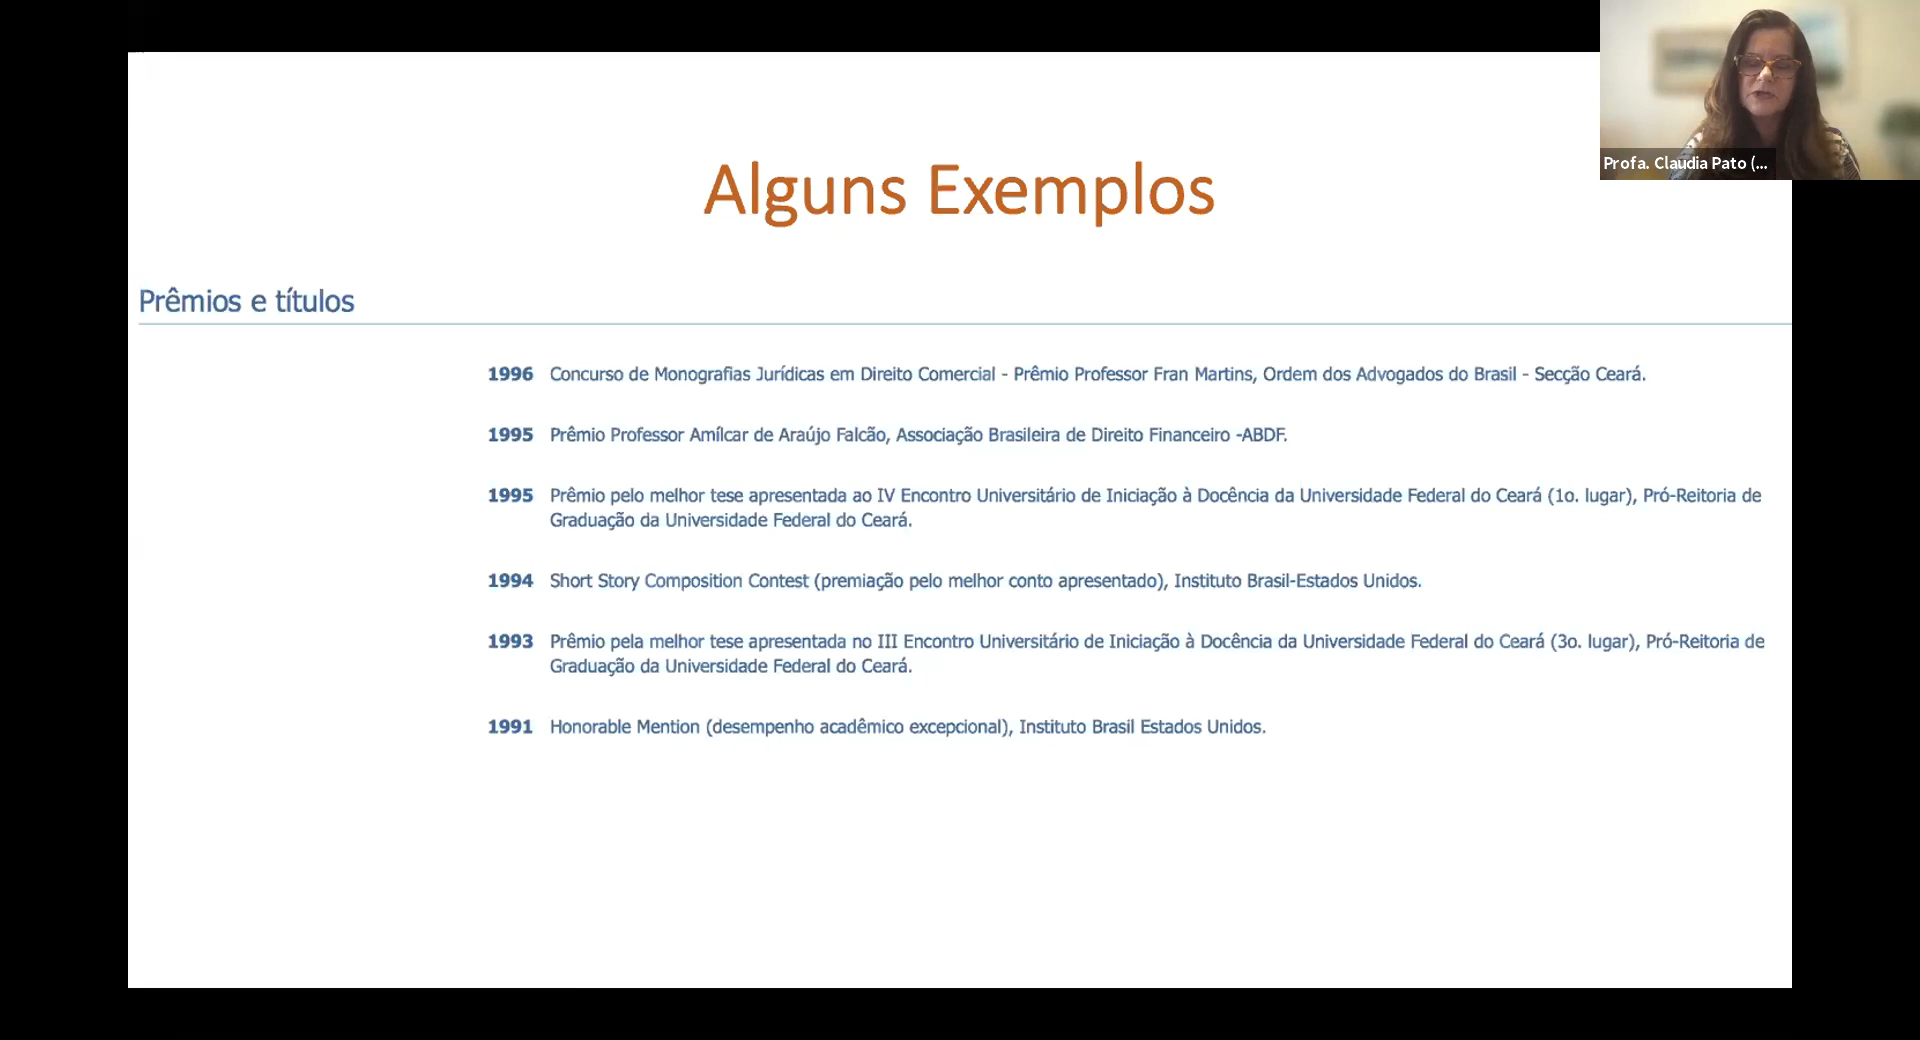 Profa. Claudia Pato (...
Alguns Exemplos
Prêmios e títulos
1996 Concurso de Monografias Jurídicas em Direito Comercial - Prêmio Professor Fran Martins, Ordem dos Advogados do Brasil - Secção Ceará.
1995 Prêmio Professor Amílcar de Araújo Falcão, Associação Brasileira de Direito Financeiro -ABDF.
1995 Prêmio pelo melhor tese apresentada ao IV Encontro Universitário de Iniciação à Docência da Universidade Federal do Ceará (1o. lugar), Pró-Reitoria de
Graduação da Universidade Federal do Ceará.
1994 Short Story Composition Contest (premiação pelo melhor conto apresentado), Instituto Brasil-Estados Unidos.
1993 Prêmio pela melhor tese apresentada no III Encontro Universitário de Iniciação à Docência da Universidade Federal do Ceará (3o. lugar), Pró-Reitoria de
Graduação da Universidade Federal do Ceará.
1991 Honorable Mention (desempenho acadêmico excepcional), Instituto Brasil Estados Unidos.